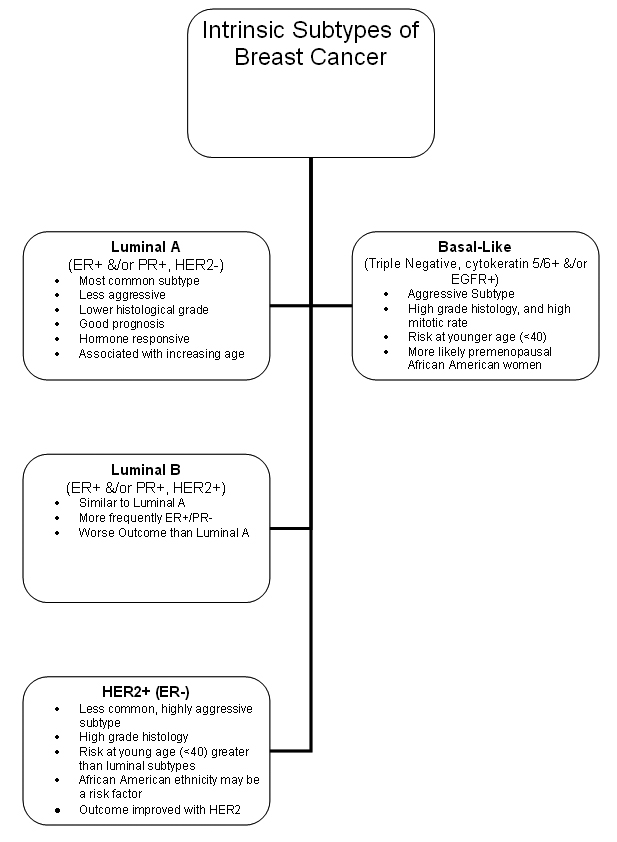 Intrinsic Subtypes of
Breast Cancer
Luminal A
(ER+ &/or PR+, HER2-)
• Most common subtype
• Less aggressive
• Lower histological grade
• Good prognosis
• Hormone responsive
• Associated with increasing age
Basal-Like
(Triple Negative, cytokeratin 5/6+ &/or
EGFR+)
• Aggressive Subtype
• High grade histology, and high
mitotic rate
• Risk at younger age (<40)
• More likely premenopausal
African American women
Luminal B
(ER+ &/or PR+, HER2+)
• Similar to Luminal A
• More frequently ER+/PR-
• Worse Outcome than Luminal A
HER2+ (ER-)
• Less common, highly aggressive
subtype
• High grade histology
• Risk at young age (<40) greater
than luminal subtypes
• African American ethnicity may be
a risk factor
• Outcome improved with HER2